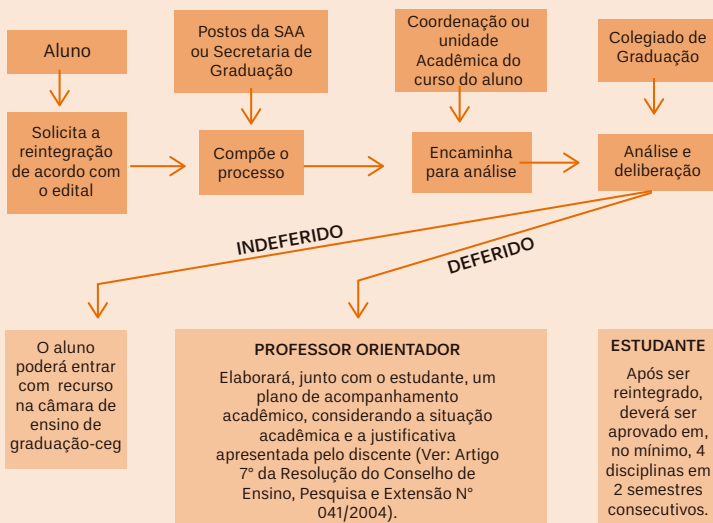 Aluno
Postos da SAA
ou Secretaria de
Graduação
Coordenação ou
unidade
Acadêmica do
curso do aluno
Colegiado de
Graduação
Solicita a
reintegração
de acordo com
o edital
Compõe o
processo
Encaminha
para análise
Análise e
deliberação
INDEFERIDO
DEFERIDO
O aluno
poderá entrar
com recurso
na câmara de
ensino de
graduação-ceg
PROFESSOR ORIENTADOR
Elaborará, junto com o estudante, um
plano de acompanhamento
acadêmico, considerando a situação
acadêmica e a justificativa
apresentada pelo discente (Ver: Artigo
7° da Resolução do Conselho de
Ensino, Pesquisa e Extensão N°
041/2004).
ESTUDANTE
Após ser
reintegrado,
deverá ser
aprovado em,
no mínimo, 4
disciplinas em
2 semestres
consecutivos.